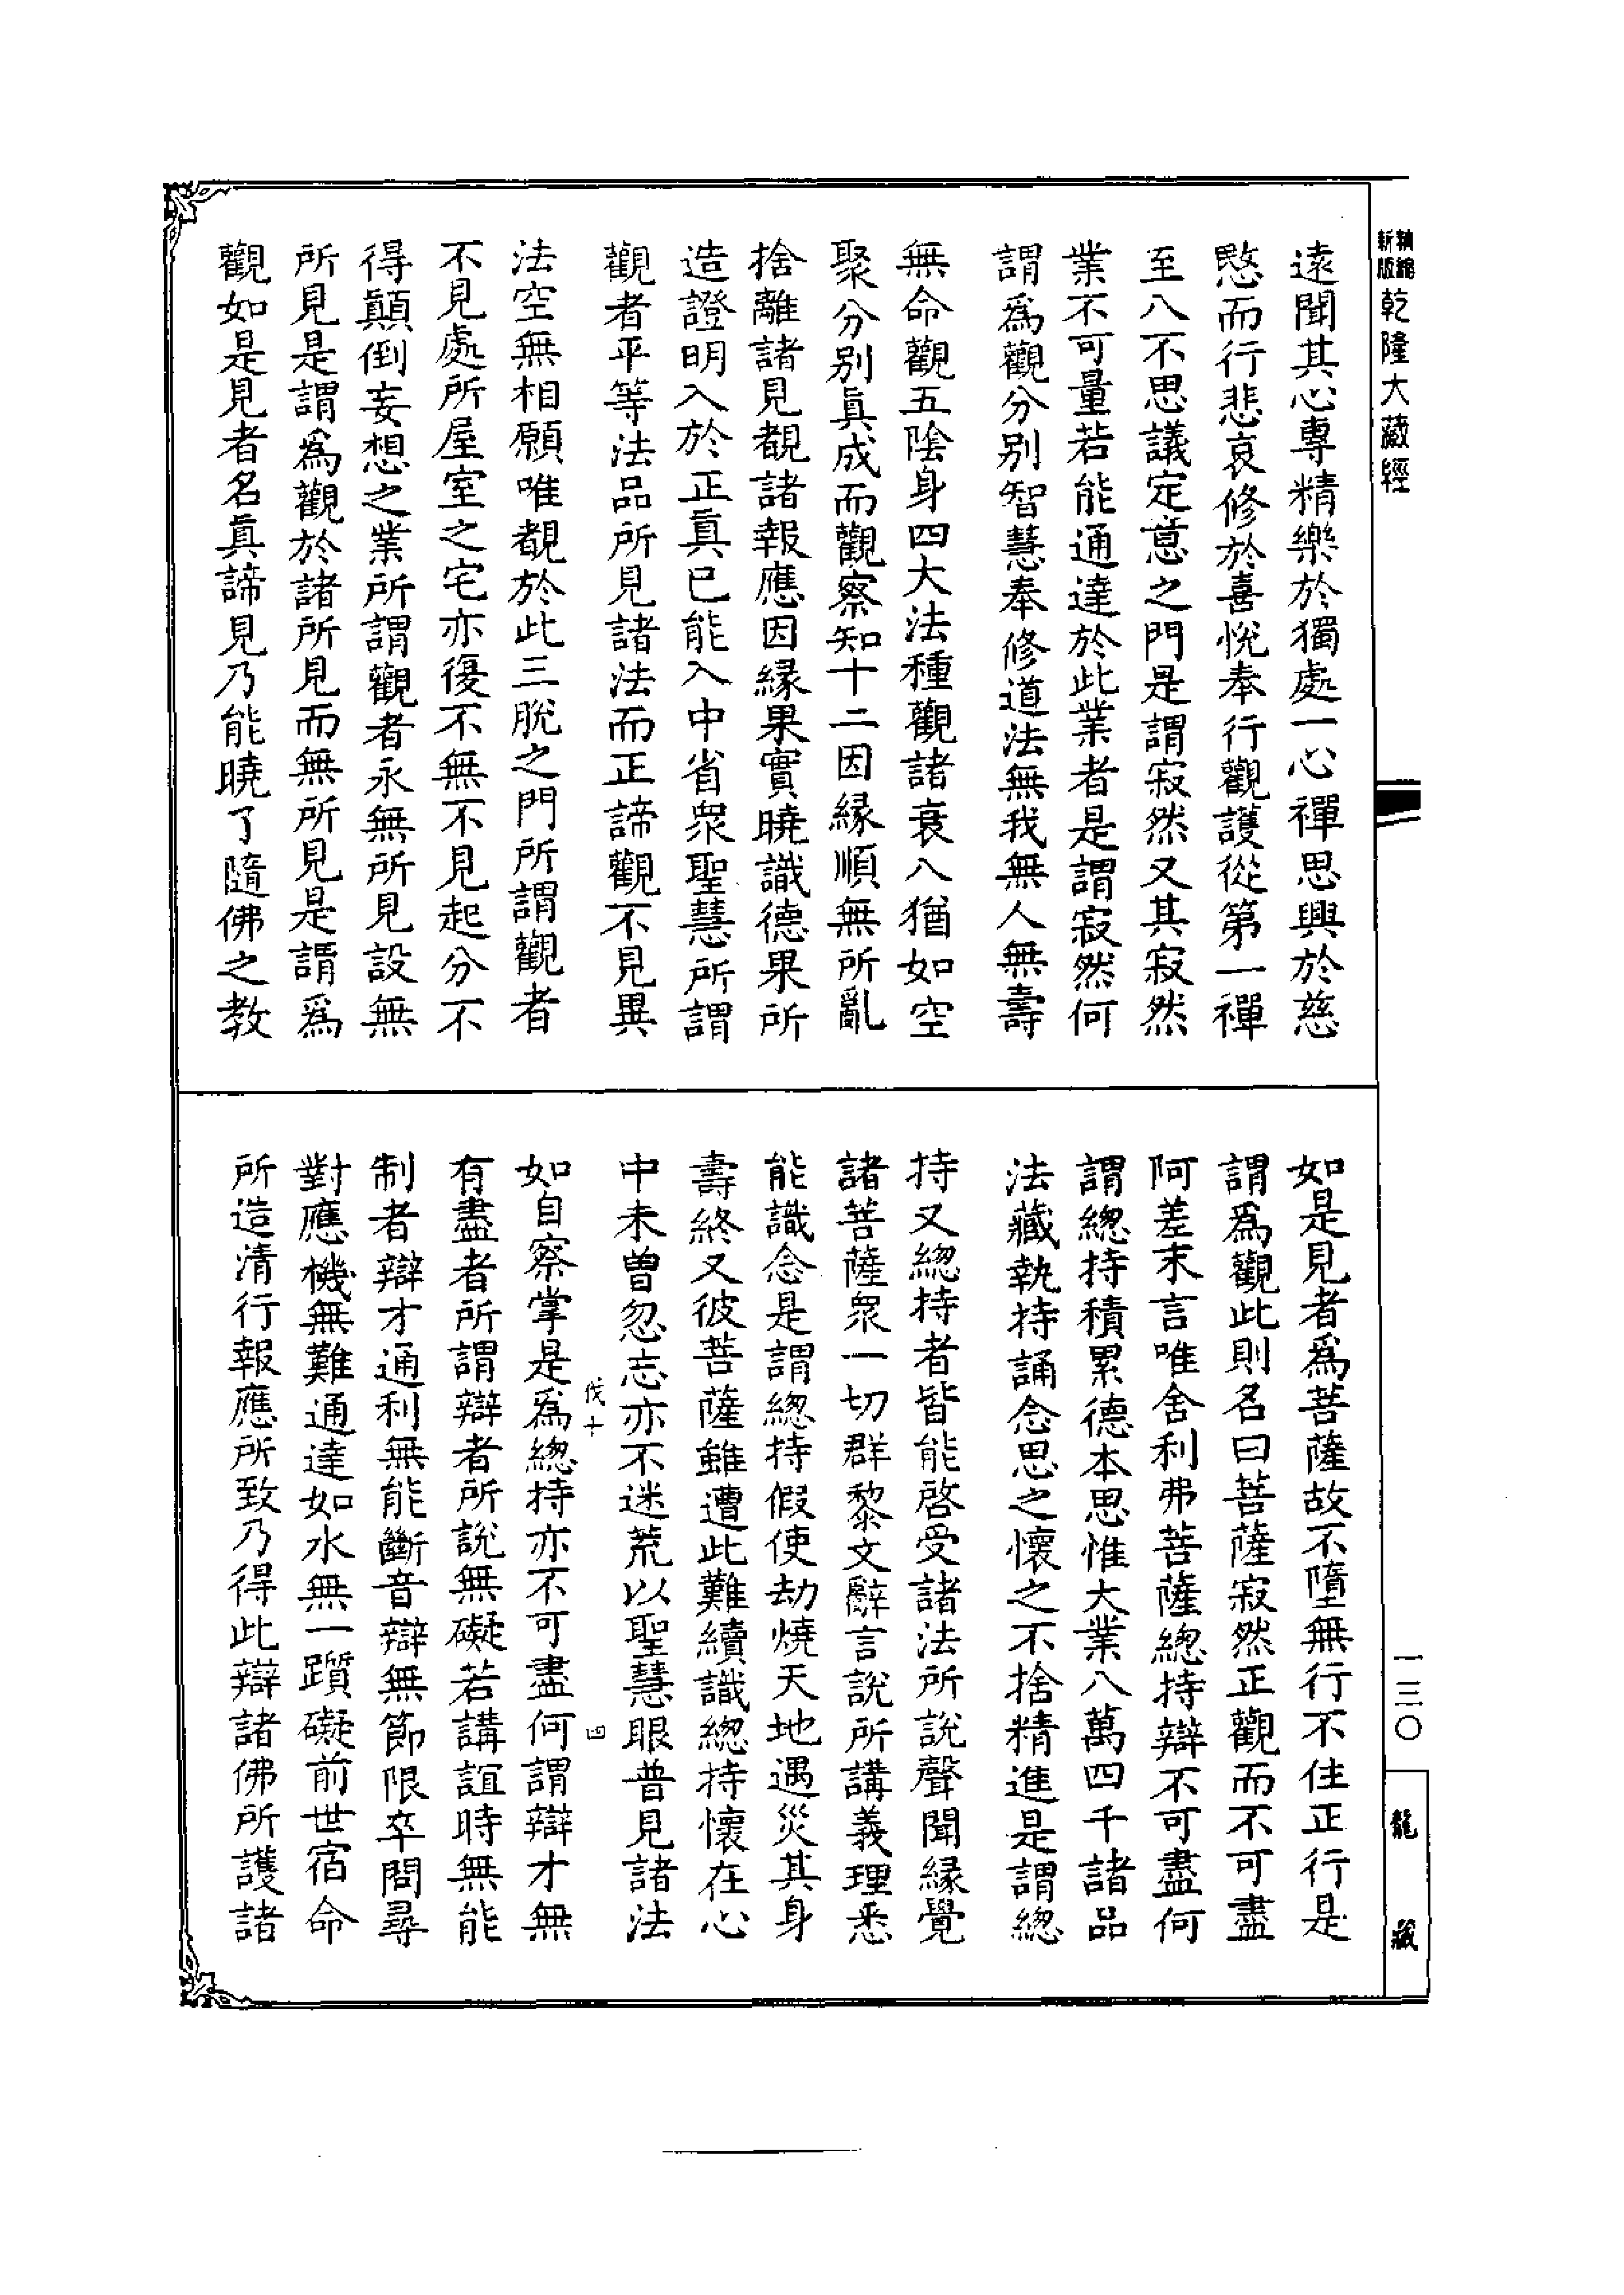 新版
軸縮
乾隆大藏經
遠聞其心專精樂於獨處一心禪思興於慈
愍而行悲哀修於喜悅奉行觀護從第一禪
至八不思議定意之門是謂寂然又其寂然
業不可量若能通達於此業者是謂寂然何
謂爲觀分别智慧奉修道法無我無人無壽
無命觀五陰身四大法種觀諸衰入猶如空
聚分别眞成而觀察知十二因緣順無所亂
捨離諸見覩諸報應因緣果實曉識德果所
造證明入於正眞已能入中省衆聖慧所謂
觀者平等法品所見諸法而正諦觀不見異
法空無相願唯覩於此三脫之門所謂觀者
不見處所屋室之宅亦復不無不見起分不
得顛倒妄想之業所謂觀者永無所見設無
所見是謂爲觀於諸所見而無所見是謂爲
觀如是見者名眞諦見乃能曉了隨佛之教
如是見者爲菩薩故不墮無行不住正行是
謂爲觀此則名曰菩薩寂然正觀而不可盡
阿差末言唯舍利弗菩薩總持辯不可盡何
謂總持積累德本思惟大業八萬四千諸品
法藏執持誦念思之懷之不捨精進是謂總
持又總持者皆能啓受諸法所說聲聞緣覺
諸菩薩衆一切群黎文辭言說所講義理悉
能識念是謂總持假使劫燒天地遇災其身
壽終又彼菩薩雖遭此難續識總持懷在心
中未曾忽忘亦不迷荒以聖慧眼普見諸法
伐十 四
如自察掌是爲總持亦不可盡何謂辯才無
有盡者所謂辯者所說無礙若講誼時無能
制者辯才通利無能斷音辯無節限卒問尋
對應機無難通達如水無一躓礙前世宿命
所造清行報應所致乃得此辯諸佛所護諸
一三〇
龍藏